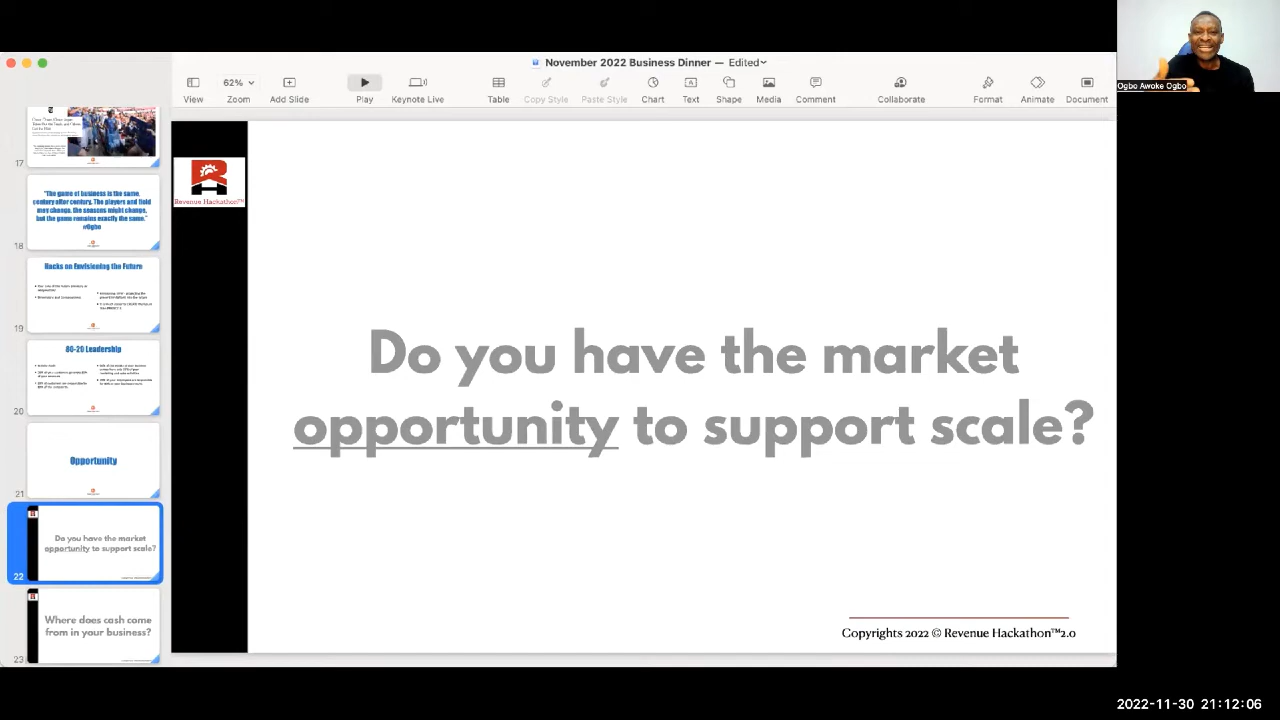 November 2022 Business Dinner — Edited
62%
View
Zoom
Add Slide
Play
Keynote Live
Table
Copy Style
Paste Style
Chart
Text
Shape
Media
Comment
Collaborate
Format
Animate
Document
Ogbo Awoke Ogbo
17
"The game of business is the same,
century after century. The players and field
may change, the seasons might change,
but the game remains exactly the same."
#Ogbo
18
Hacks on Envisioning the Future
19
80-20 Leadership
20
Opportunity
21
Do you have the market
opportunity to support scale?
22
Where does cash come
from in your business?
23
Revenue Hackathon™
Do you have the market
opportunity to support scale?
Copyrights 2022 © Revenue Hackathon™2.0
2022-11-30 21:12:06